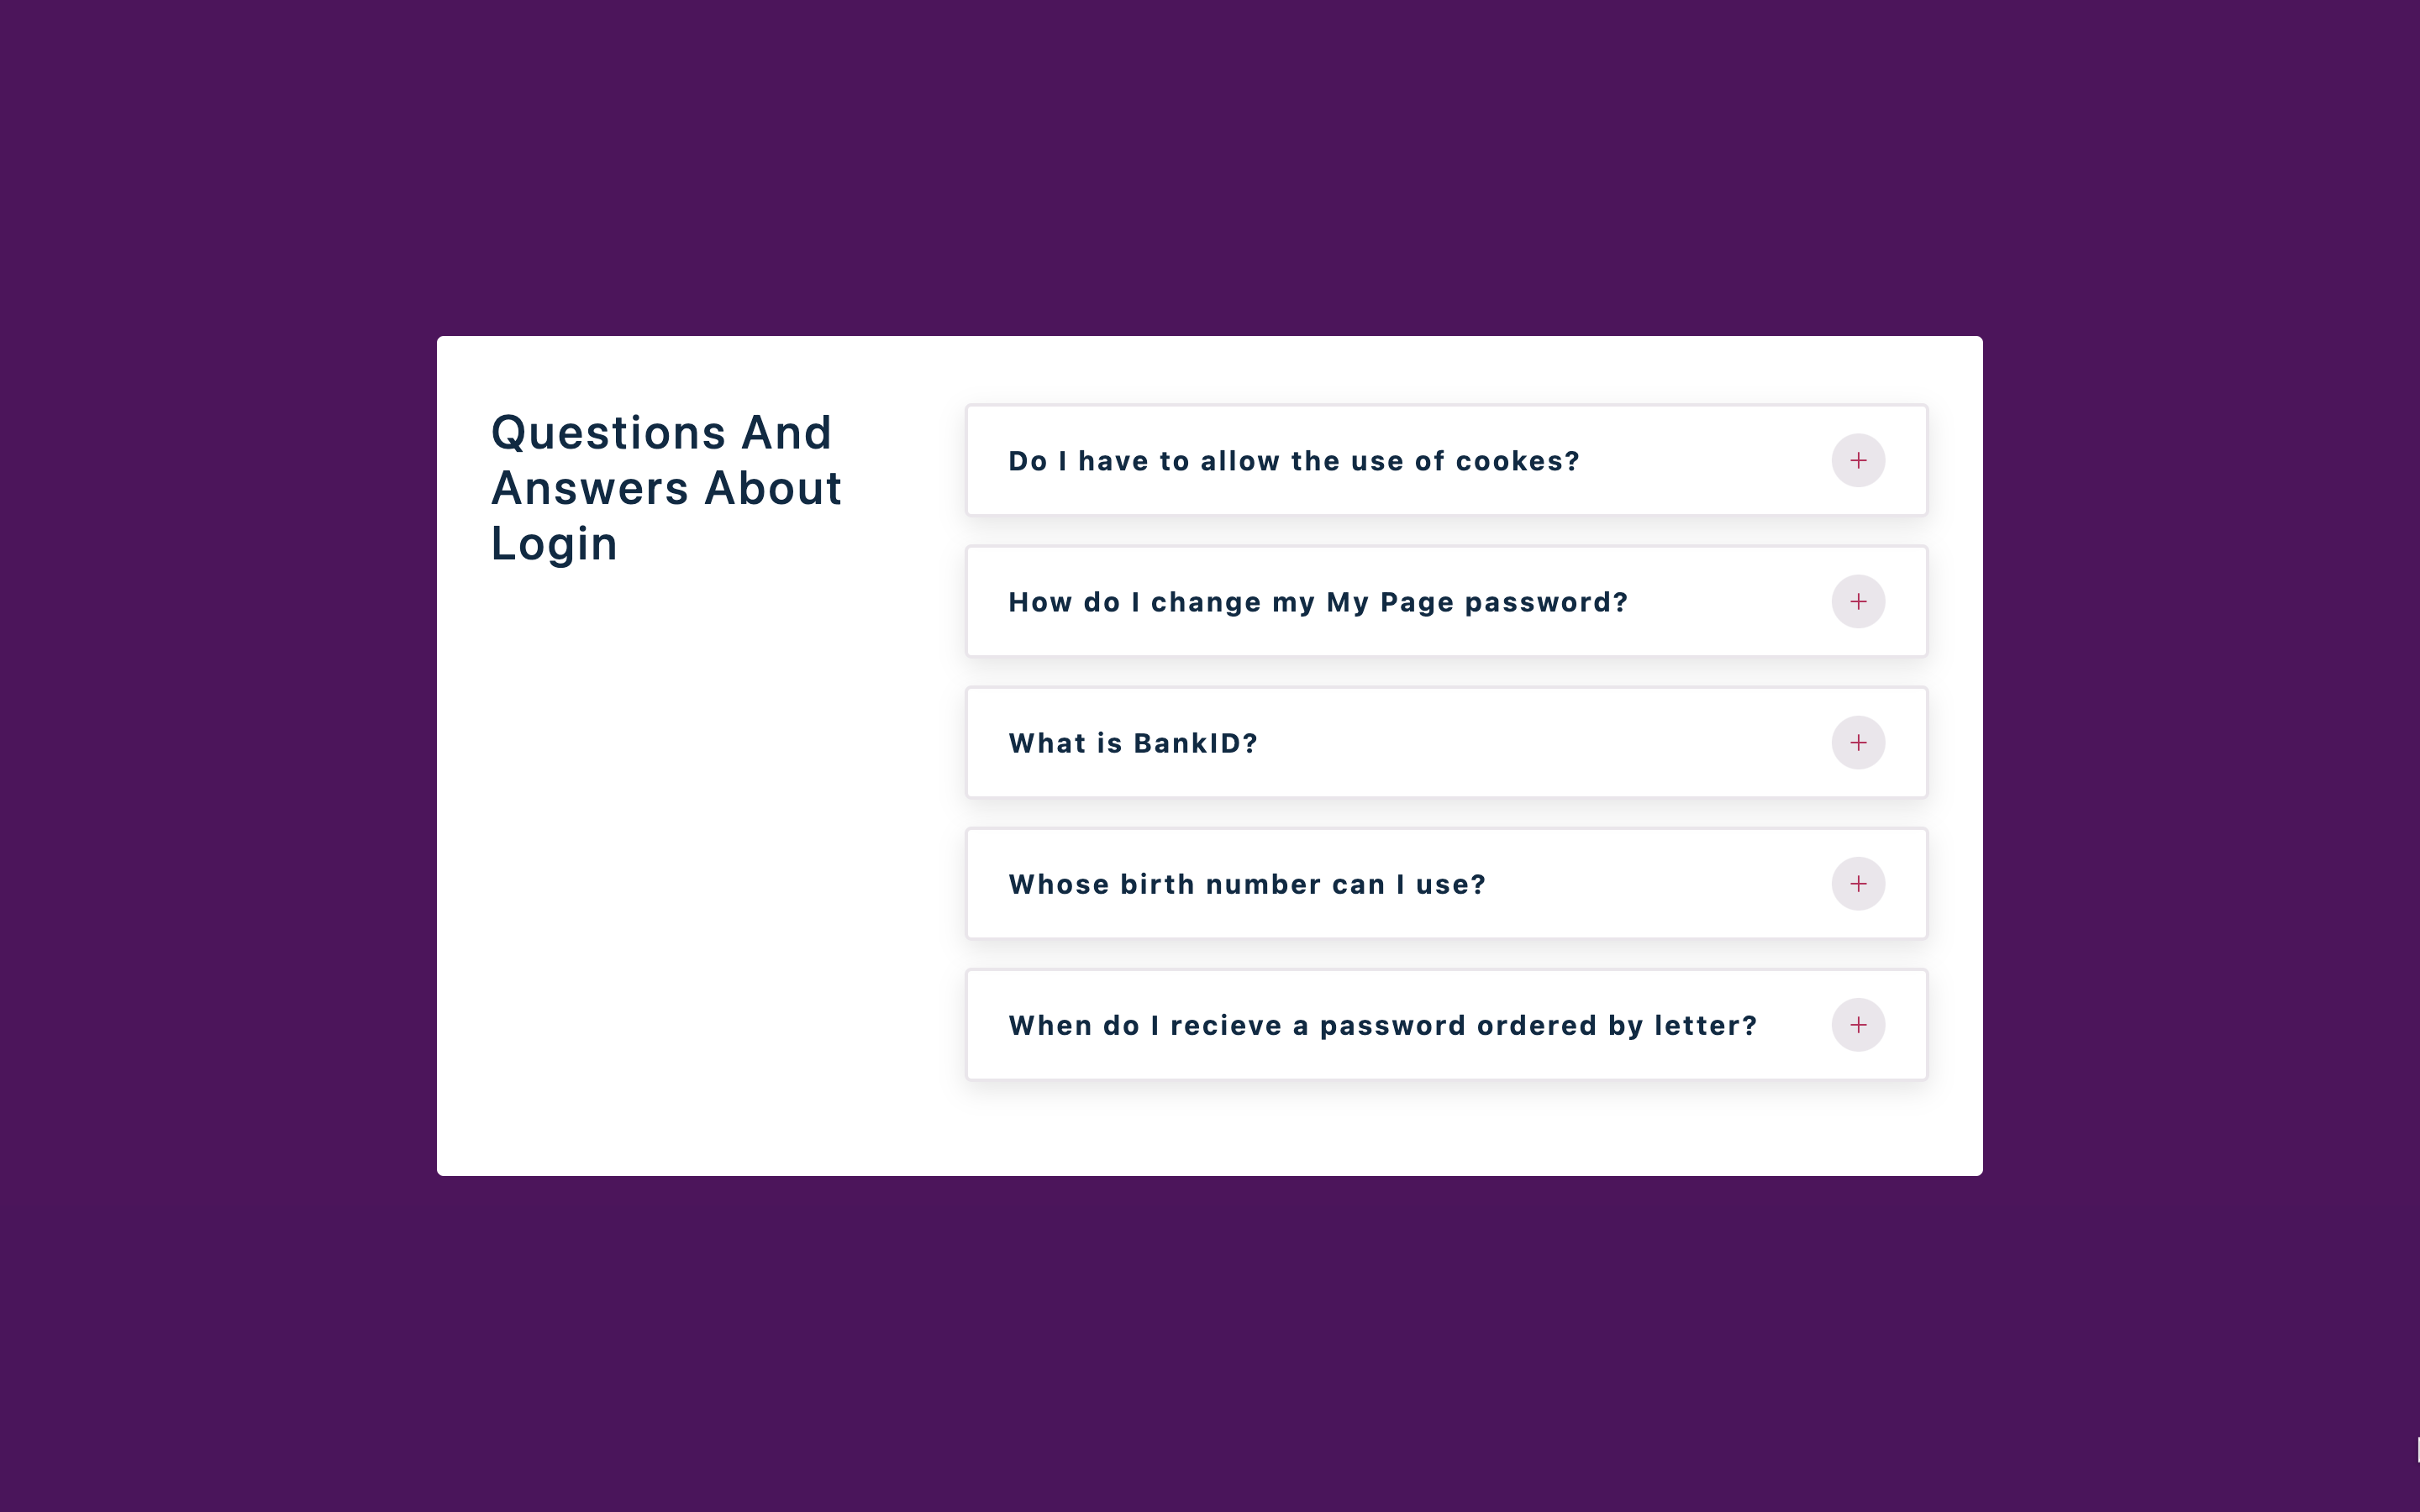 Questions And
Answers About
Login
Do I have to allow the use of cookes?
How do I change my My Page password?
What is BankID?
Whose birth number can I use?
When do I recieve a password ordered by letter?